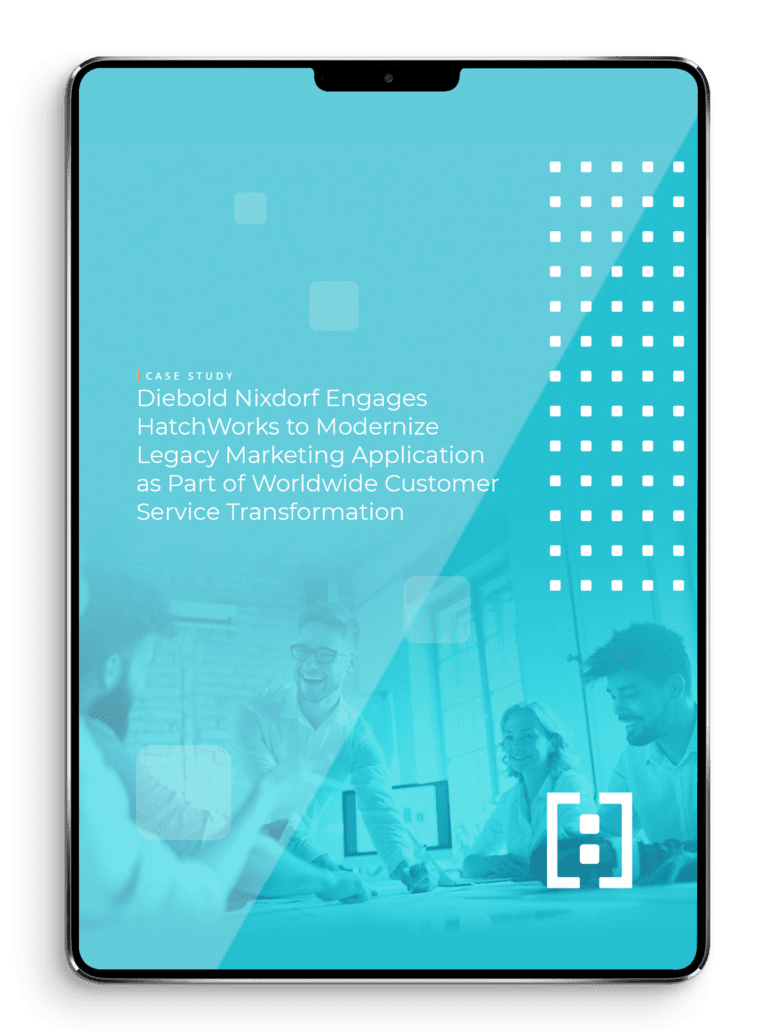 CASE STUDY
Diebold Nixdorf Engages
HatchWorks to Modernize
Legacy Marketing Application
as Part of Worldwide Customer
Service Transformation